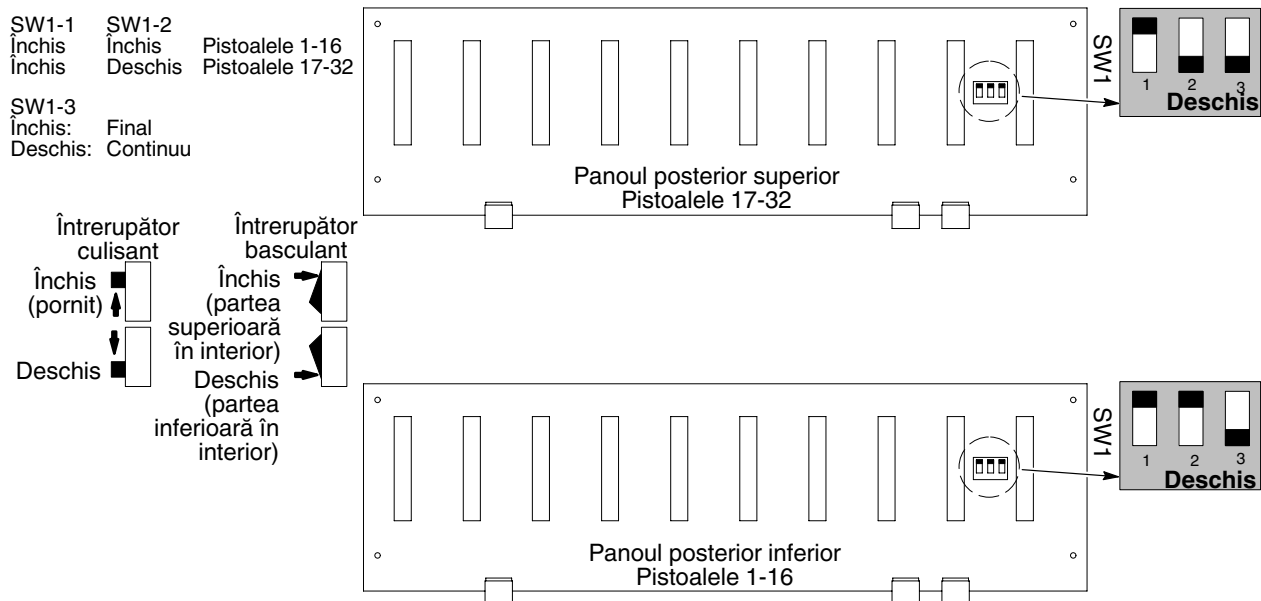 SW1-1 SW1-2
Închis Închis Pistoalele 1-16
Închis Deschis Pistoalele 17-32
SW1-3
Închis: Final
Deschis: Continuu
Întrerupător
culisant
Închis
(pornit)
Deschis
Întrerupător
basculant
Închis
(partea
superioară
în interior)
Deschis
(partea
inferioară în
interior)
Panoul posterior superior
Pistoalele 17-32
SW1
1 2 3
Deschis
Panoul posterior inferior
Pistoalele 1-16
SW1
1 2 3
Deschis